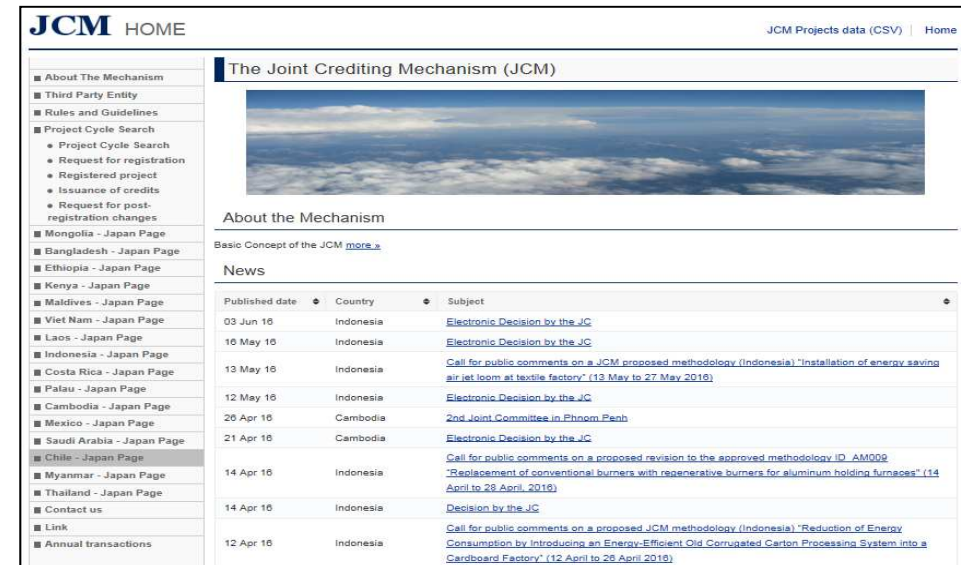 JCM HOME
JCM Projects data (CSV) | Home
About The Mechanism
Third Party Entity
Rules and Guidelines
Project Cycle Search
Project Cycle Search
Request for registration
Registered project
Issuance of credits
Request for post-
registration changes
Mongolia - Japan Page
Bangladesh - Japan Page
Ethiopia - Japan Page
Kenya - Japan Page
Maldives - Japan Page
Viet Nam - Japan Page
Laos - Japan Page
Indonesia - Japan Page
Costa Rica - Japan Page
Palau - Japan Page
Cambodia - Japan Page
Mexico - Japan Page
Saudi Arabia - Japan Page
Chile - Japan Page
Myanmar - Japan Page
Thailand - Japan Page
Contact us
Link
Annual transactions
The Joint Crediting Mechanism (JCM)
About the Mechanism
Basic Concept of the JCM more »
News
Published date Country Subject
03 Jun 16 Indonesia Electronic Decision by the JC
16 May 16 Indonesia Electronic Decision by the JC
13 May 16 Indonesia Call for public comments on a JCM proposed methodology (Indonesia) "Installation of energy saving
air jet loom at textile factory" (13 May to 27 May 2016)
12 May 16 Indonesia Electronic Decision by the JC
26 Apr 16 Cambodia 2nd Joint Committee in Phnom Penh
21 Apr 16 Cambodia Electronic Decision by the JC
14 Apr 16 Indonesia Call for public comments on a proposed revision to the approved methodology ID_AM009
"Replacement of conventional burners with regenerative burners for aluminum holding furnaces" (14
April to 28 April, 2016)
14 Apr 16 Indonesia Decision by the JC
12 Apr 16 Indonesia Call for public comments on a proposed JCM methodology (Indonesia) "Reduction of Energy
Consumption by Introducing an Energy-Efficient Old Corrugated Carton Processing System into a
Cardboard Factory" (12 April to 26 April 2016)